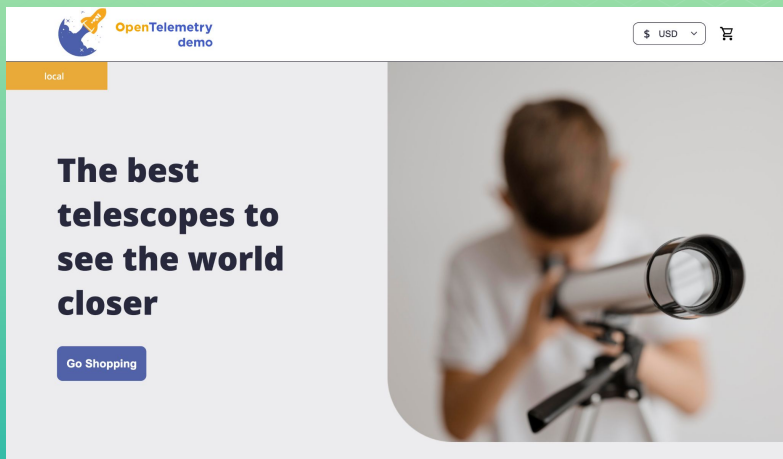 OpenTelemetry
demo
$ USD
local
The best
telescopes to
see the world
closer
Go Shopping